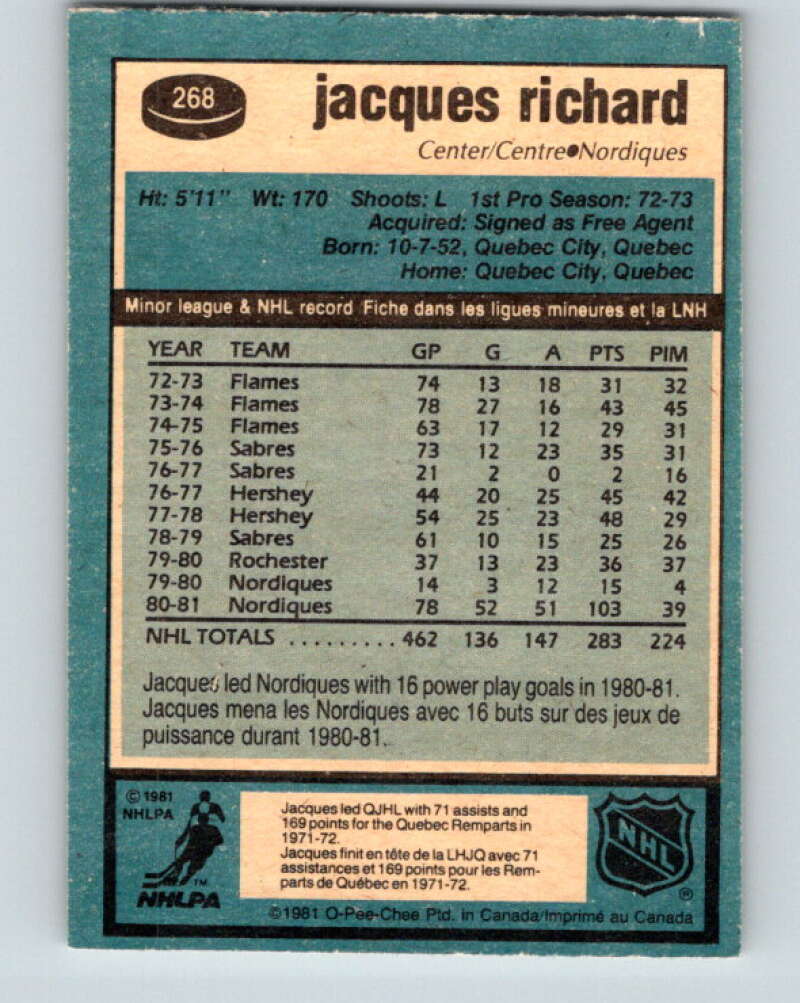 268
jacques richard
Center/Centre●Nordiques
Ht: 5'11" Wt: 170 Shoots: L 1st Pro Season: 72-73
Acquired: Signed as Free Agent
Born: 10-7-52, Quebec City, Quebec
Home: Quebec City, Quebec
Minor league & NHL record Fiche dans les ligues mineures et la LNH
YEAR TEAM GP G A PTS PIM
72-73 Flames 74 13 18 31 32
73-74 Flames 78 27 16 43 45
74-75 Flames 63 17 12 29 31
75-76 Sabres 73 12 23 35 31
76-77 Sabres 21 2 0 2 16
76-77 Hershey 44 20 25 45 42
77-78 Hershey 54 25 23 48 29
78-79 Sabres 61 10 15 25 26
79-80 Rochester 37 13 23 36 37
79-80 Nordiques 14 3 12 15 4
80-81 Nordiques 78 52 51 103 39
NHL TOTALS . . . . . . . . . 462 136 147 283 224
Jacques led Nordiques with 16 power play goals in 1980-81.
Jacques mena les Nordiques avec 16 buts sur des jeux de
puissance durant 1980-81.
© 1981
NHLPA
TM
NHLPA
Jacques led QJHL with 71 assists and
169 points for the Quebec Remparts in
1971-72.
Jacques finit en tête de la LHJQ avec 71
assistances et 169 points pour les Rem-
parts de Québec en 1971-72.
NHL
®
©1981 O-Pee-Chee Ptd. in Canada/Imprimé au Canada